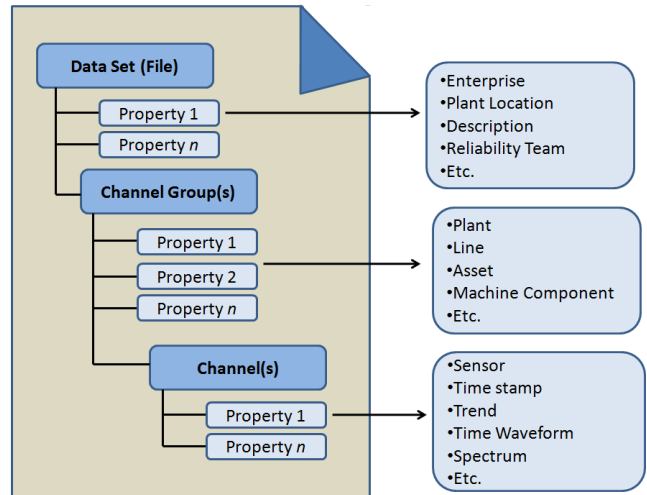 Data Set (File)
Property 1
Property n
Channel Group(s)
Property 1
Property 2
Property n
Channel(s)
Property 1
Property n
•Enterprise
•Plant Location
•Description
•Reliability Team
•Etc.
•Plant
•Line
•Asset
•Machine Component
•Etc.
•Sensor
•Time stamp
•Trend
•Time Waveform
•Spectrum
•Etc.